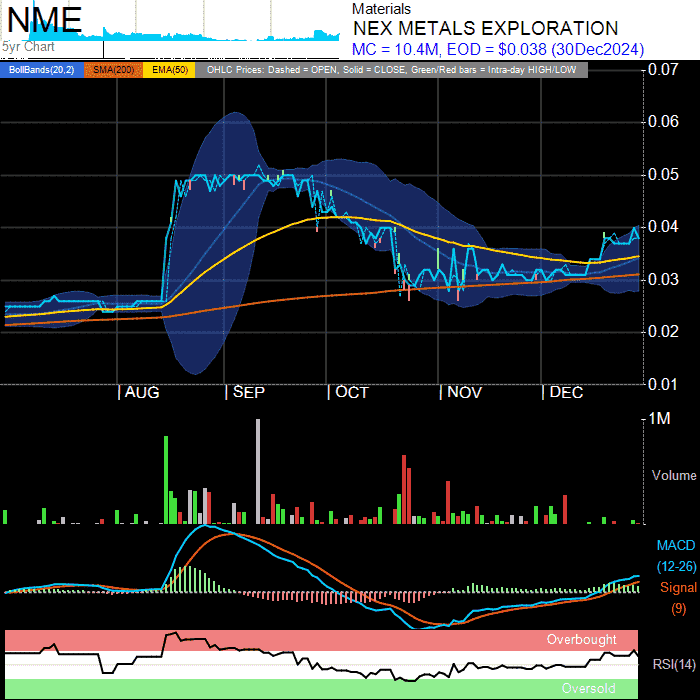 NME
5yr Chart
Materials
NEX METALS EXPLORATION
MC = 10.4M, EOD = $0.038 (30Dec2024)
BollBands(20,2) SMA(200) EMA(50) OHLC Prices: Dashed = OPEN, Solid = CLOSE, Green/Red bars = Intra-day HIGH/LOW
0.07
0.06
0.05
0.04
0.03
0.02
0.01
AUG SEP OCT NOV DEC
1M
Volume
MACD
(12-26)
Signal
(9)
Overbought
RSI(14)
Oversold